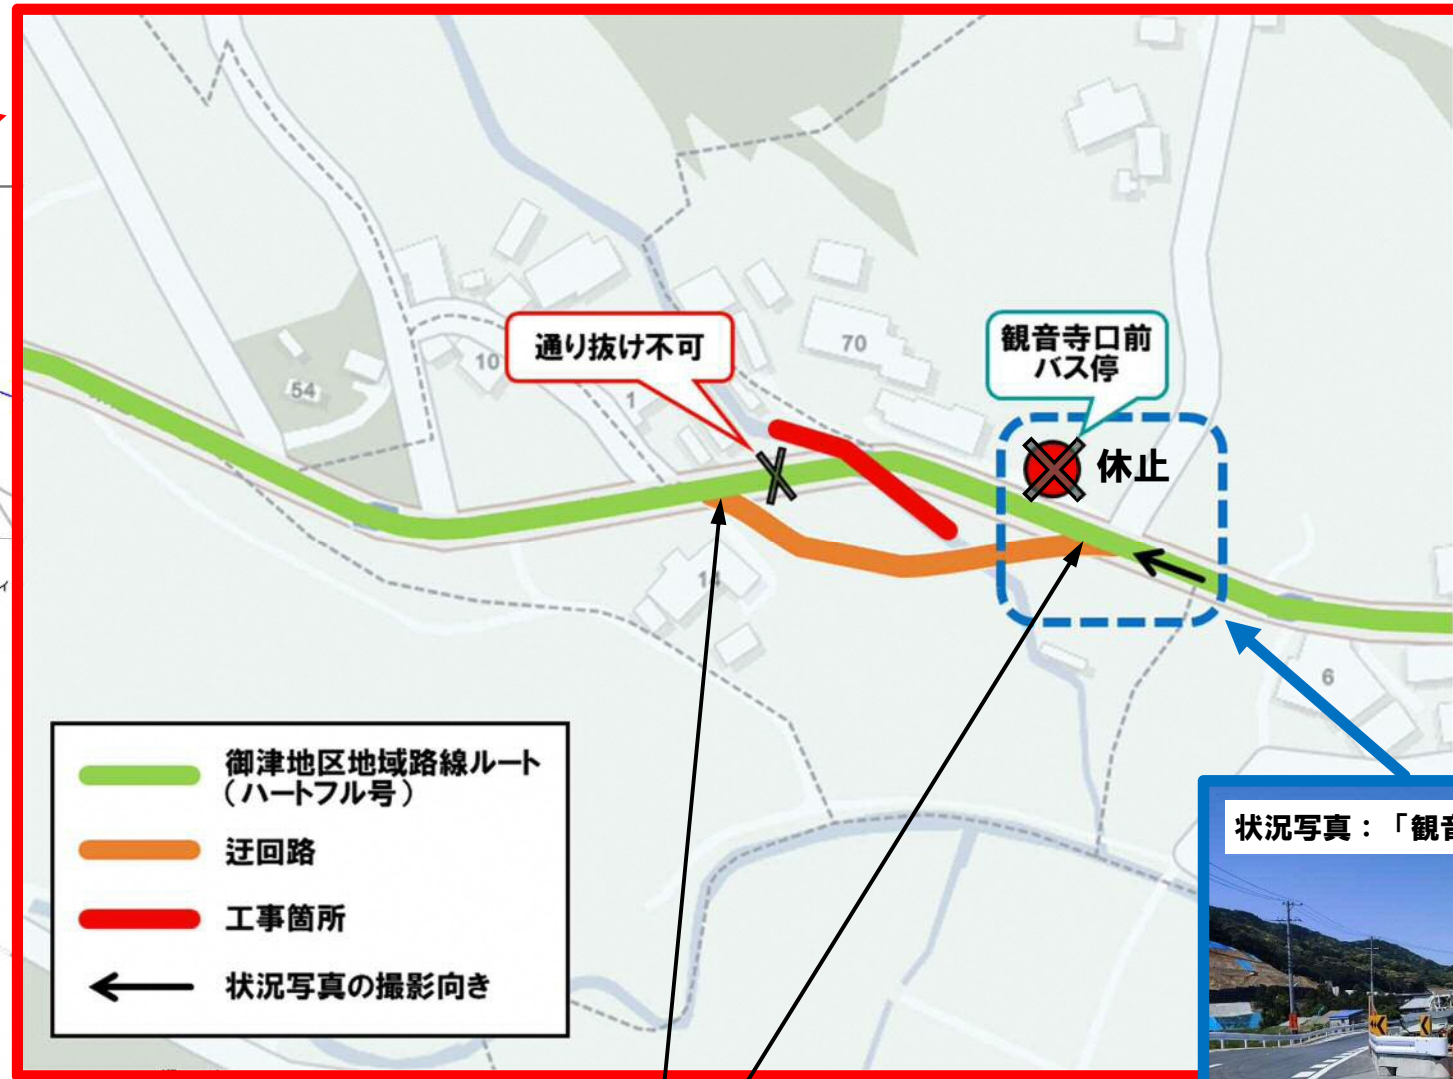 通り抜け不可
観音寺口前
バス停
休止
70
10
54
1
14
6
御津地区地域路線ルート
(ハートフル号)
迂回路
工事箇所
状況写真の撮影向き
状況写真：「観音